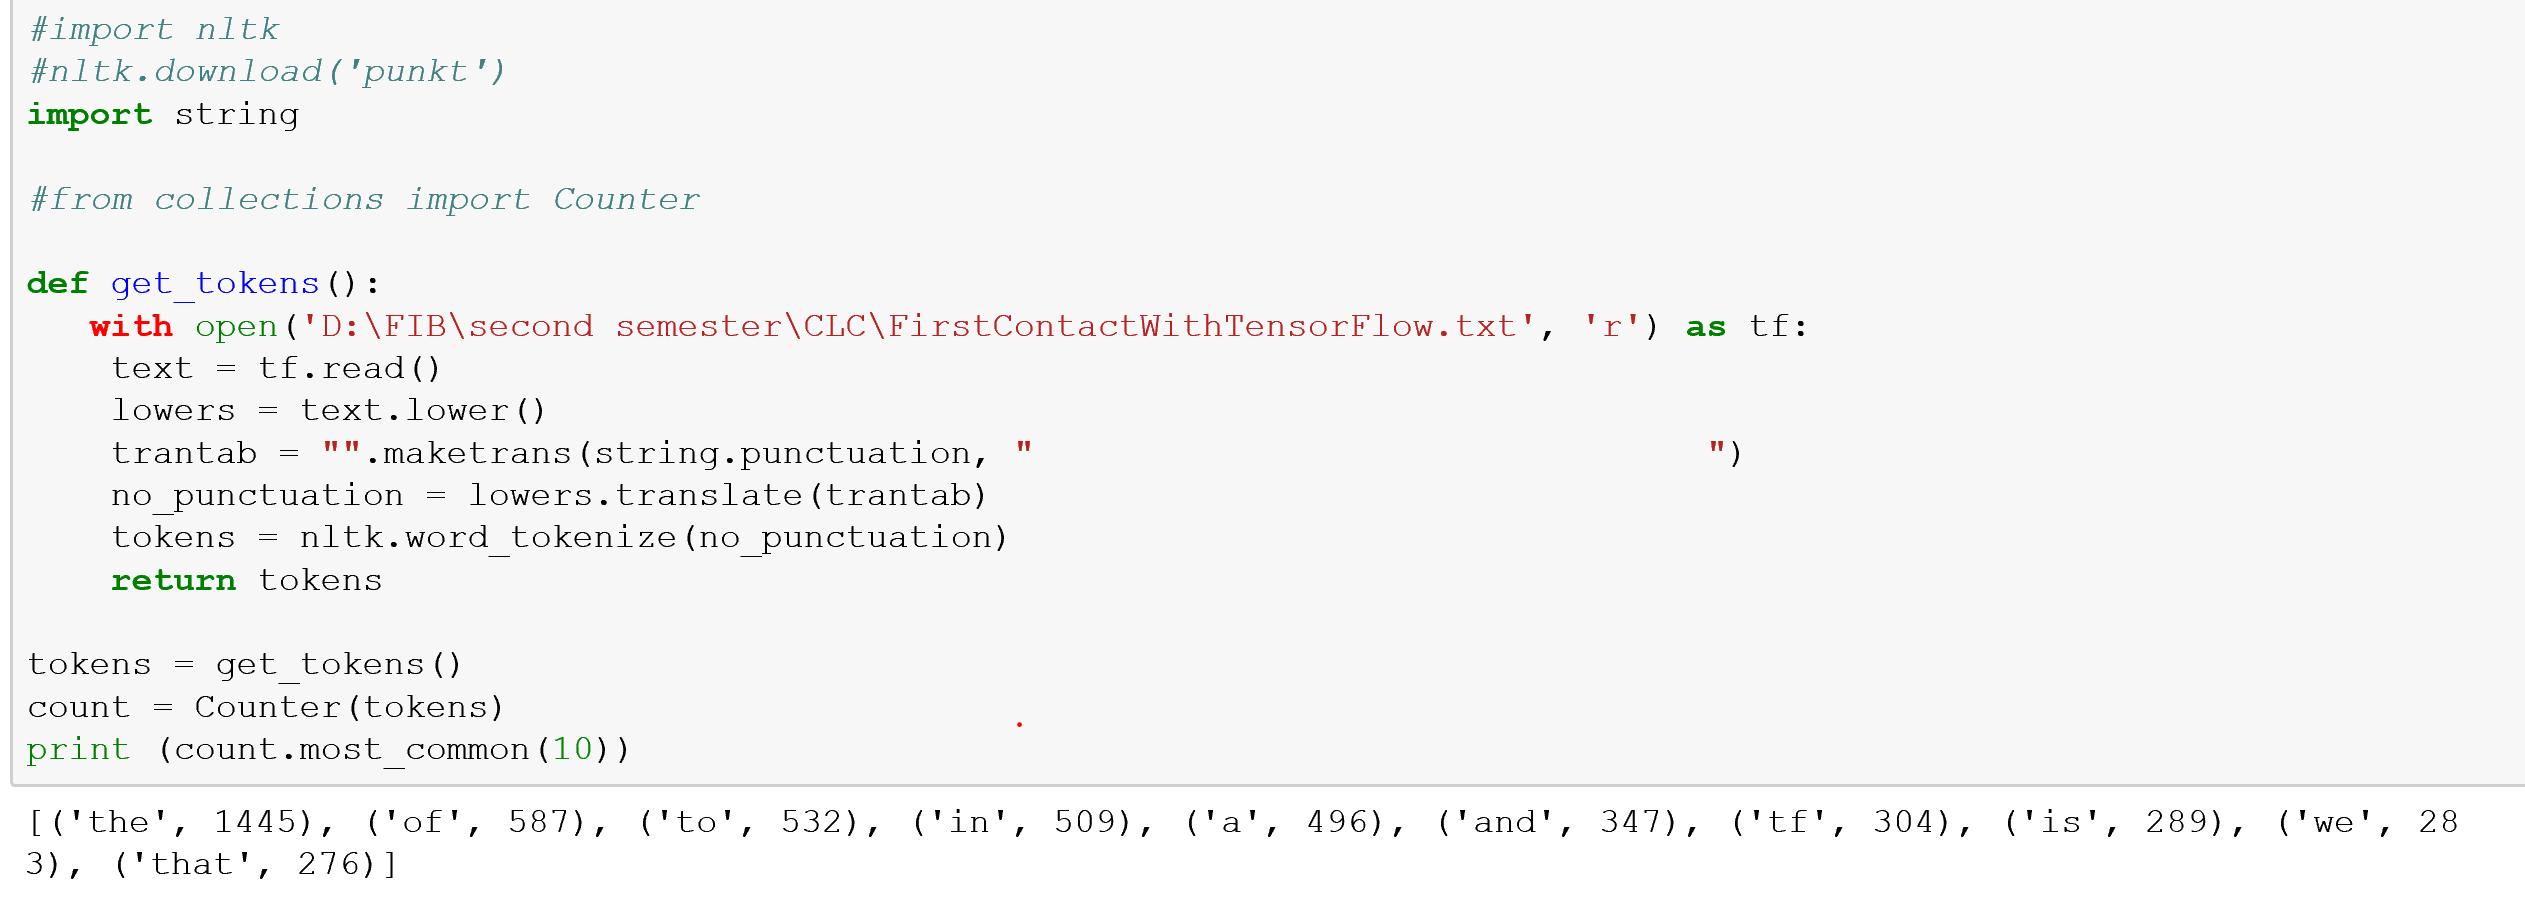 #import nltk
#nltk.download('punkt')
import string
#from collections import Counter
def get_tokens():
   with open('D:\FIB\second semester\CLC\FirstContactWithTensorFlow.txt', 'r') as tf:
    text = tf.read()
    lowers = text.lower()
    trantab = "".maketrans(string.punctuation, "                                ")
    no_punctuation = lowers.translate(trantab)
    tokens = nltk.word_tokenize(no_punctuation)
    return tokens
tokens = get_tokens()
count = Counter(tokens)
print (count.most_common(10))
[('the', 1445), ('of', 587), ('to', 532), ('in', 509), ('a', 496), ('and', 347), ('tf', 304), ('is', 289), ('we', 28
3), ('that', 276)]